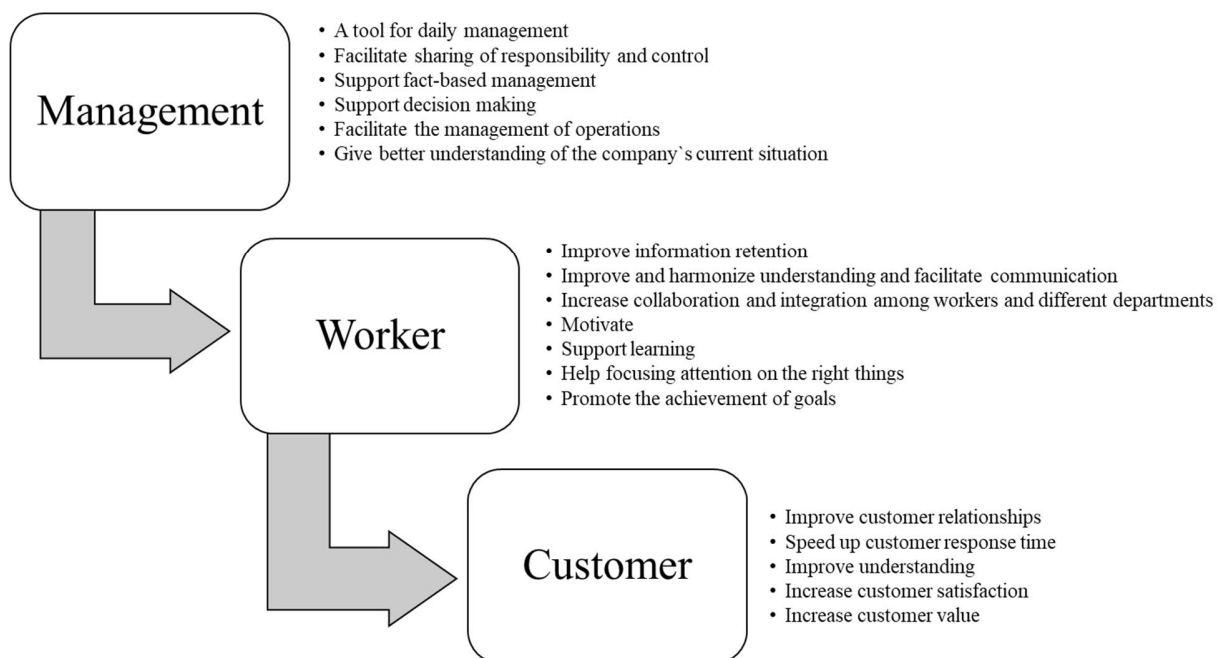 Management
• A tool for daily management
• Facilitate sharing of responsibility and control
• Support fact-based management
• Support decision making
• Facilitate the management of operations
• Give better understanding of the company`s current situation
Worker
• Improve information retention
• Improve and harmonize understanding and facilitate communication
• Increase collaboration and integration among workers and different departments
• Motivate
• Support learning
• Help focusing attention on the right things
• Promote the achievement of goals
Customer
• Improve customer relationships
• Speed up customer response time
• Improve understanding
• Increase customer satisfaction
• Increase customer value